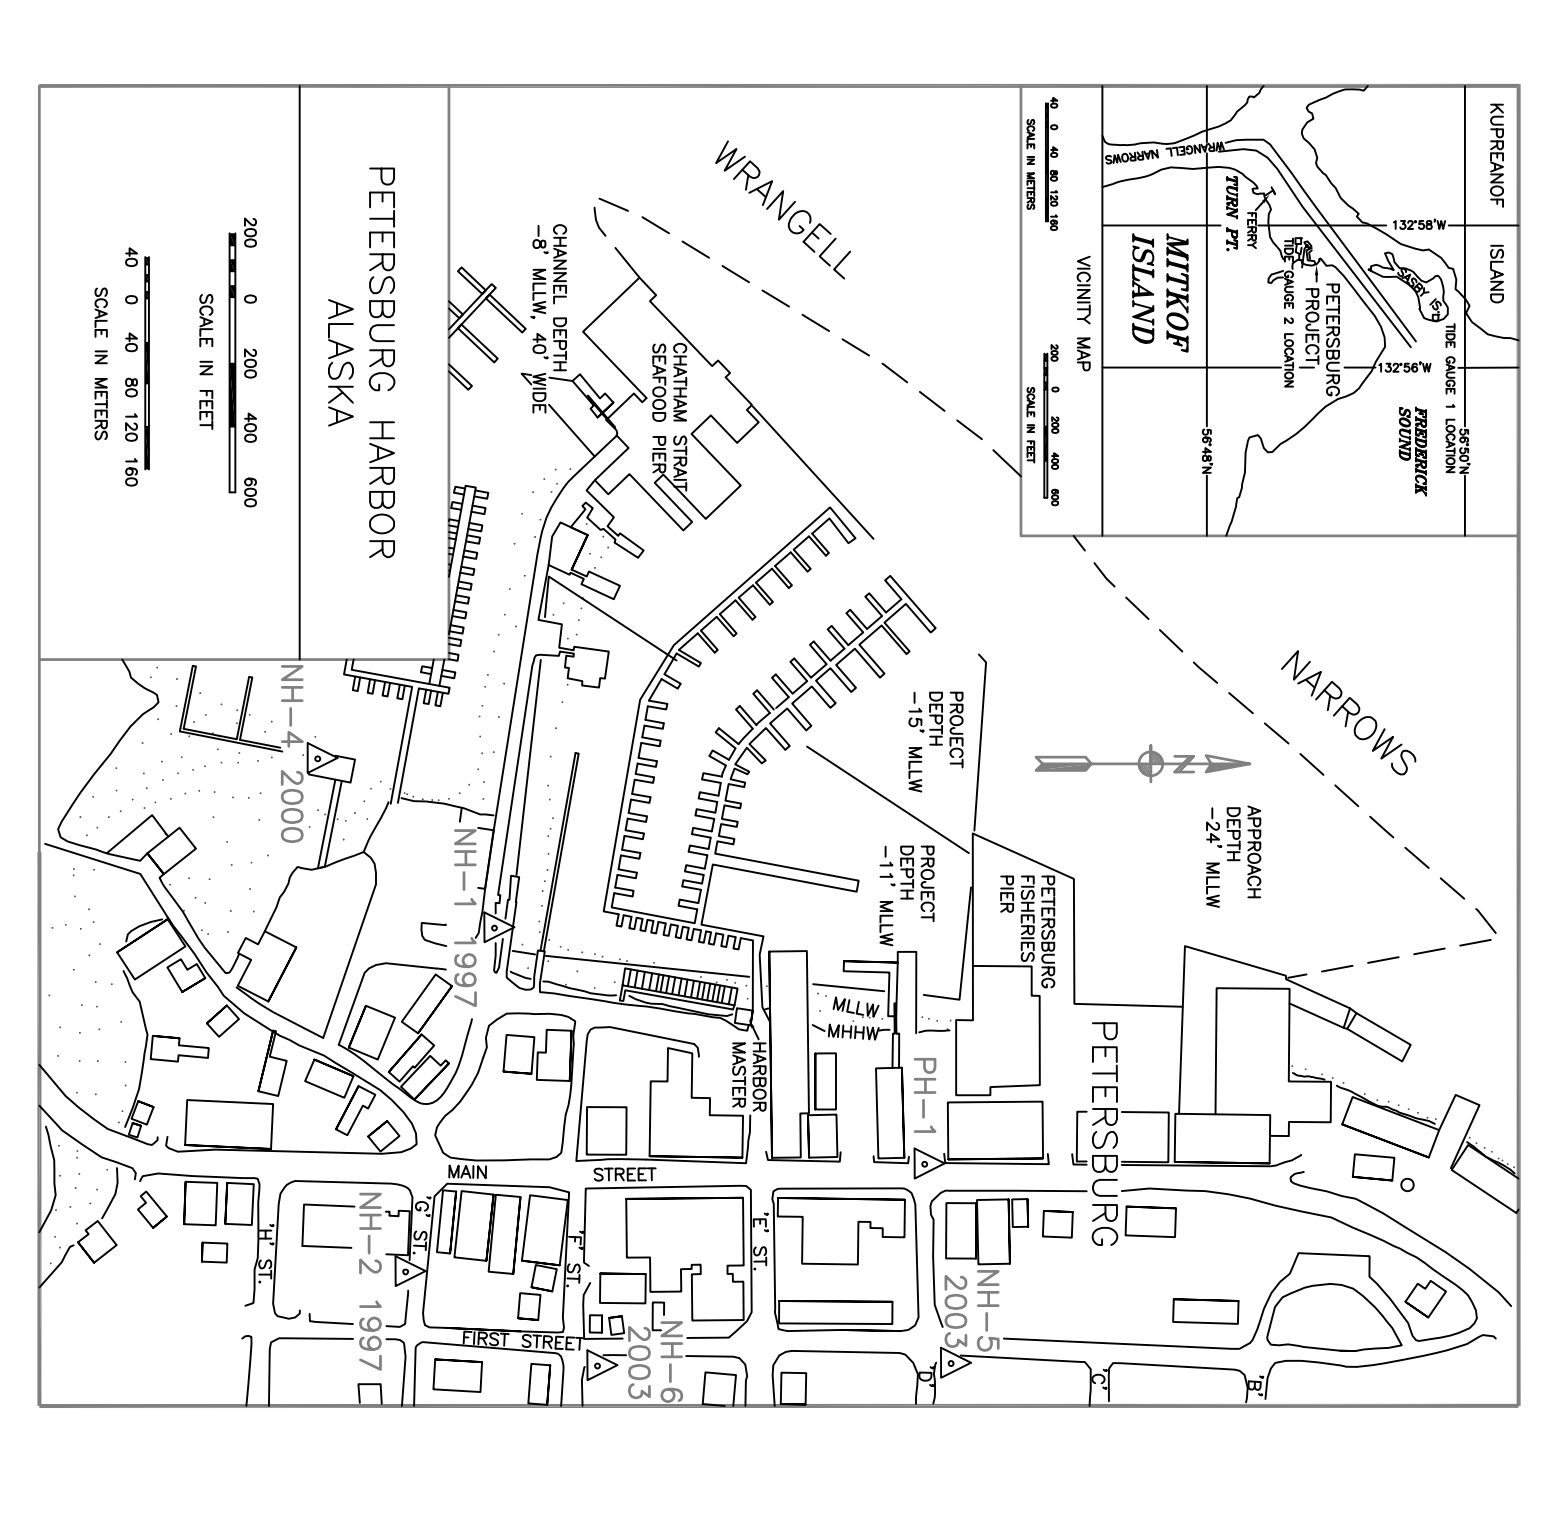 KUPREANOF
ISLAND
132°58'W
132°56'W
56°50'N
56°48'N
SASBY IS.
TIDE GAUGE 1 LOCATION
FREDERICK
SOUND
PETERSBURG
PROJECT
TIDE GAUGE 2 LOCATION
FERRY
TURN PT.
WRANGELL NARROWS
MITKOF
ISLAND
VICINITY MAP
40 0 40 80 120 160
SCALE IN METERS
200 0 200 400 600
SCALE IN FEET
WRANGELL
NARROWS
N
APPROACH
DEPTH
-24' MLLW
PROJECT
DEPTH
-15' MLLW
PROJECT
DEPTH
-11' MLLW
PETERSBURG
FISHERIES
PIER
CHATHAM STRAIT
SEAFOOD PIER
CHANNEL DEPTH
-8' MLLW, 40' WIDE
MLLW
MHHW
HARBOR
MASTER
PETERSBURG
PH-1
NH-5
2003
NH-6
2003
NH-1 1997
NH-2 1997
NH-4 2000
MAIN STREET
FIRST STREET
'B'
'C'
'D'
'E' ST.
'F' ST.
'G' ST.
'H' ST.
PETERSBURG HARBOR
ALASKA
200 0 200 400 600
SCALE IN FEET
40 0 40 80 120 160
SCALE IN METERS